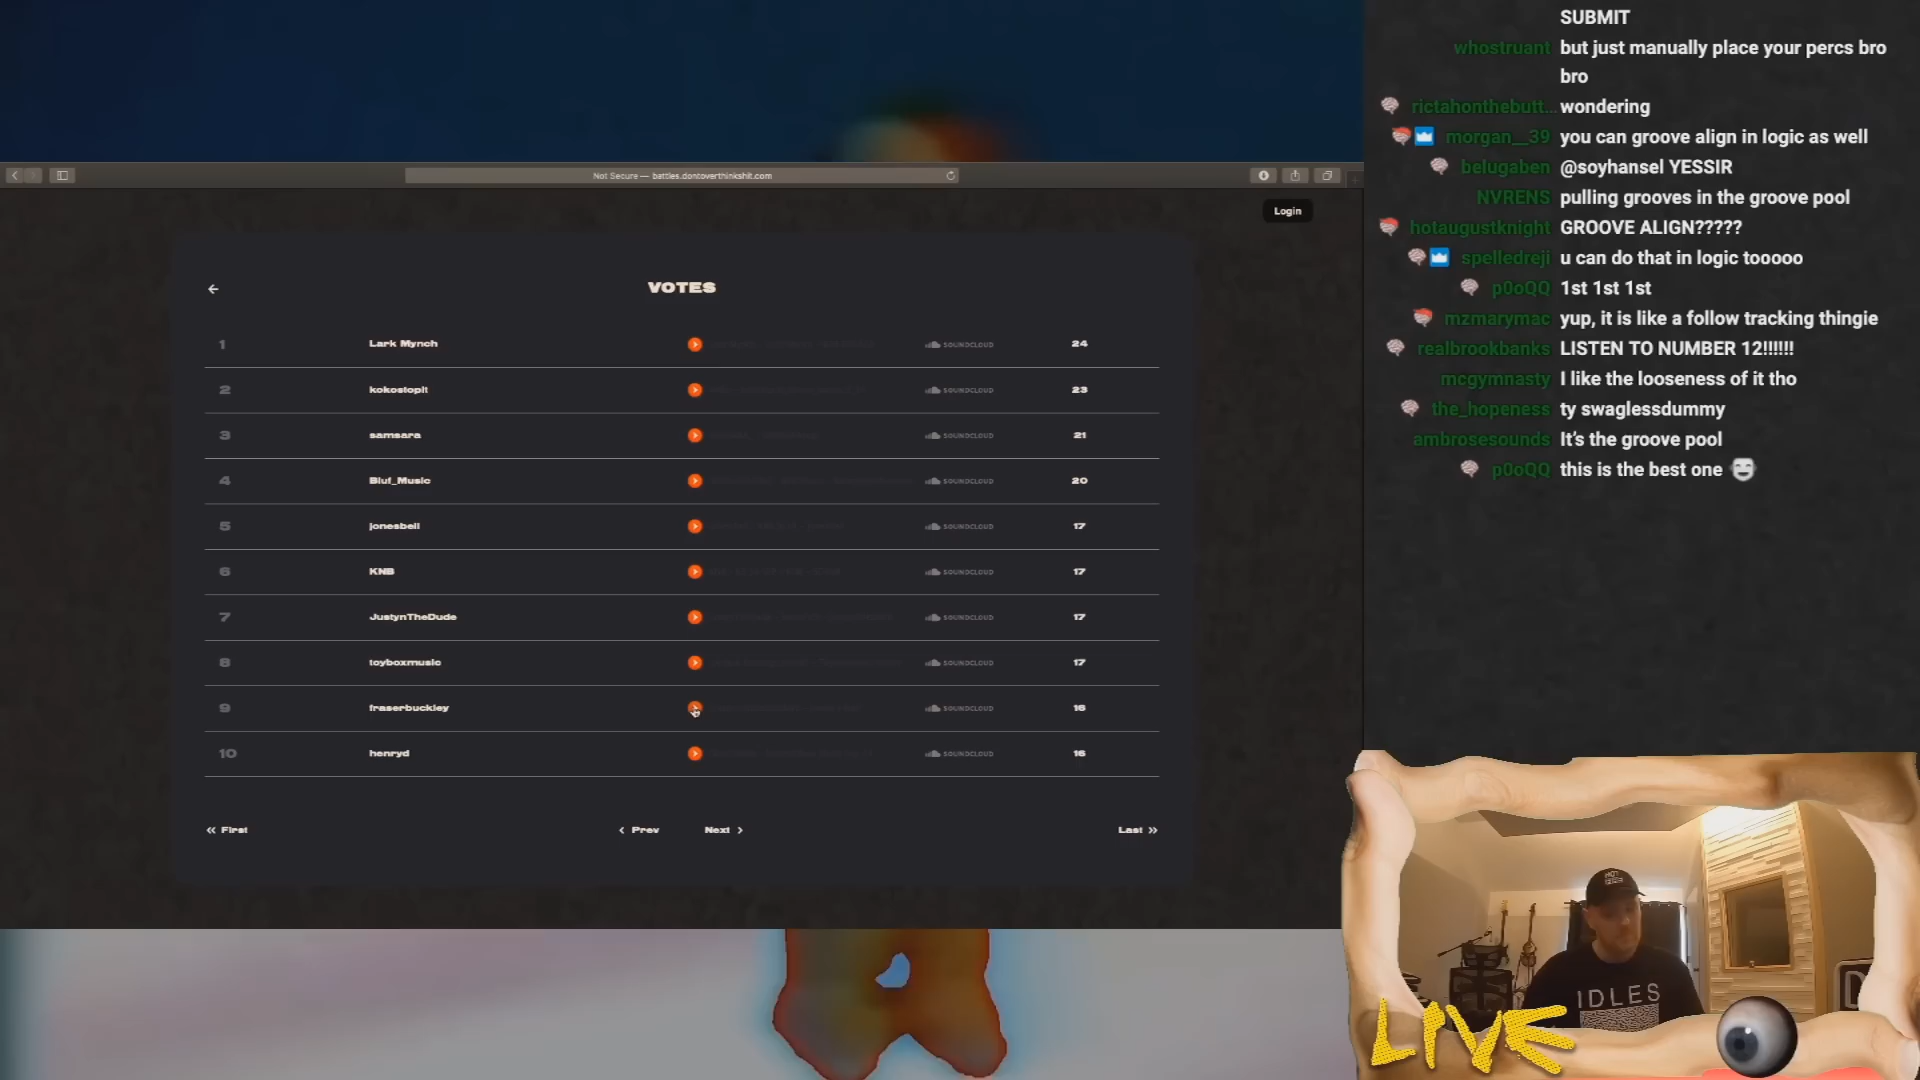 Not Secure — battles.dontoverthinkshit.com
Login
VOTES
1 Lark Mynch SOUNDCLOUD 24
2 kokostopit SOUNDCLOUD 23
3 samsara SOUNDCLOUD 21
4 Bluf_Music SOUNDCLOUD 20
5 jonesbell SOUNDCLOUD 17
6 KNB SOUNDCLOUD 17
7 JustynTheDude SOUNDCLOUD 17
8 toyboxmusic SOUNDCLOUD 17
9 fraserbuckley SOUNDCLOUD 16
10 henryd SOUNDCLOUD 16
First
Prev
Next
Last
SUBMIT
whostruant but just manually place your percs bro
bro
rictahonthebutt... wondering
morgan__39 you can groove align in logic as well
belugaben @soyhansel YESSIR
NVRENS pulling grooves in the groove pool
hotaugustknight GROOVE ALIGN?????
spelledreji u can do that in logic tooooo
p0oQQ 1st 1st 1st
mzmarymac yup, it is like a follow tracking thingie
realbrookbanks LISTEN TO NUMBER 12!!!!!!
mcgymnasty I like the looseness of it tho
the_hopeness ty swaglessdummy
ambrosesounds It's the groove pool
p0oQQ this is the best one
IDLES
LIVE